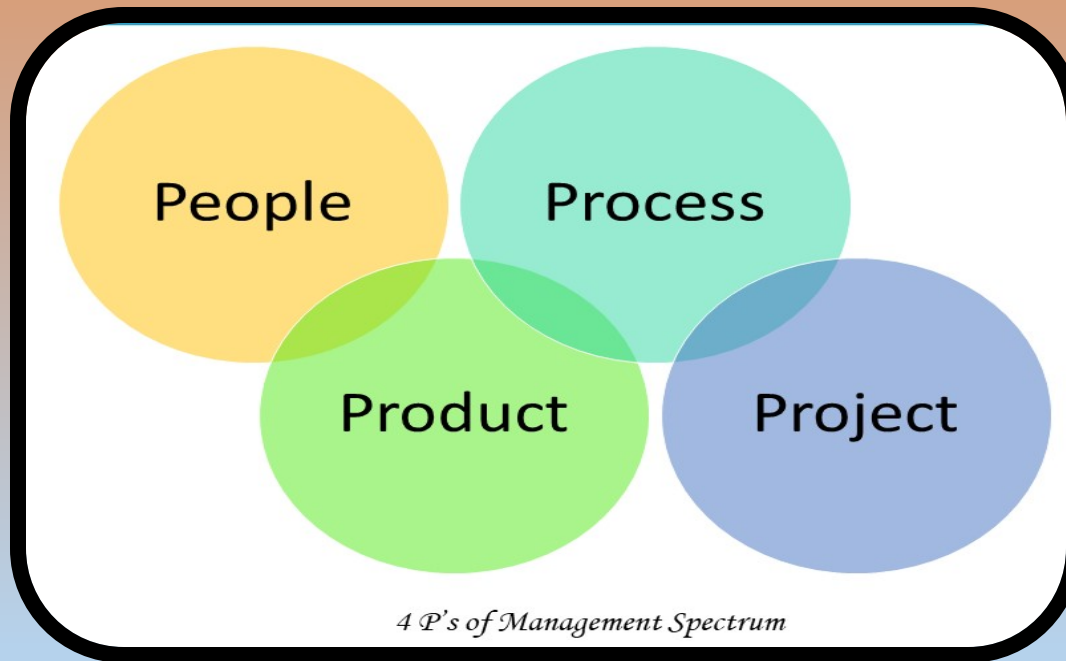 People
Process
Product
Project
4 P's of Management Spectrum